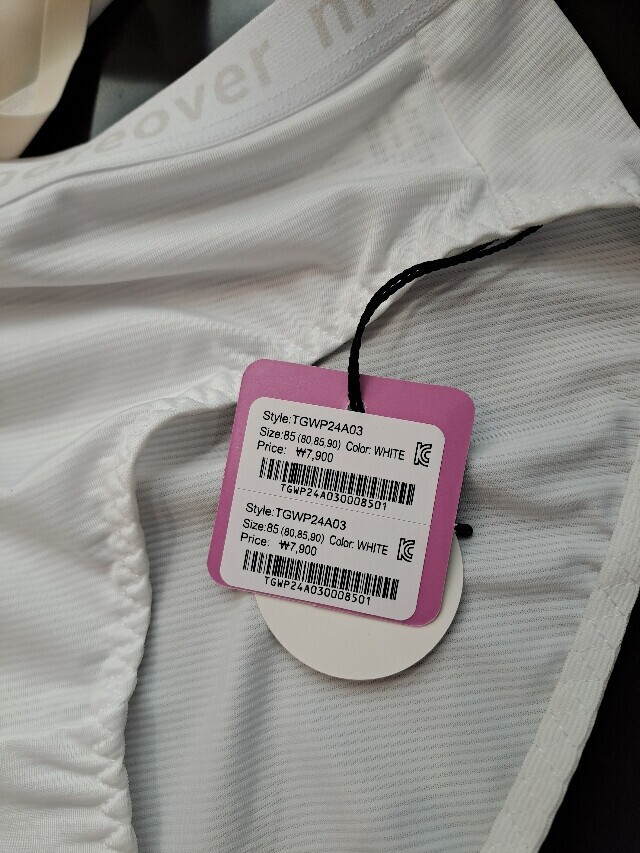 moreover m
Style:TGWP24A03
Size:85 (80,85,90) Color: WHITE
Price: ₩7,900
TGWP24A030008501
Style:TGWP24A03
Size:85 (80,85,90) Color: WHITE
Price: ₩7,900
TGWP24A030008501